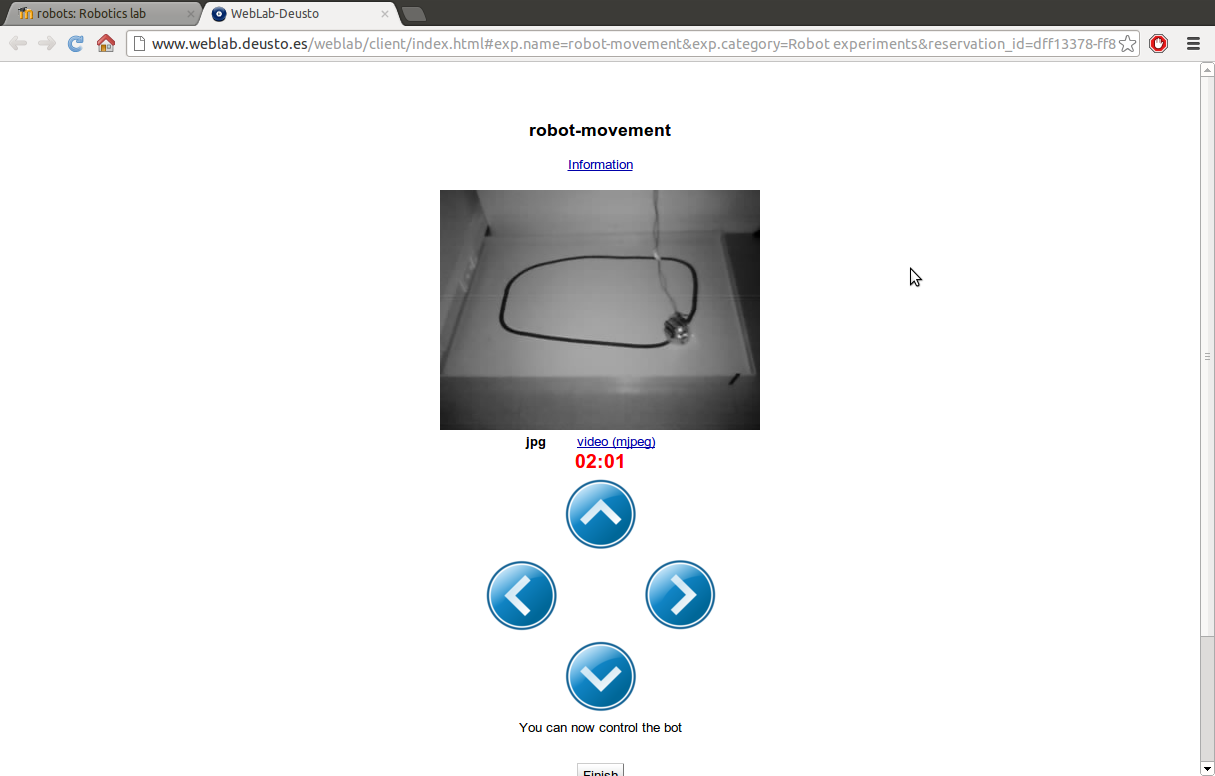 robots: Robotics lab
WebLab-Deusto
www.weblab.deusto.es/weblab/client/index.html#exp.name=robot-movement&exp.category=Robot experiments&reservation_id=dff13378-ff8
robot-movement
Information
jpg video (mjpeg)
02:01
You can now control the bot
Finish